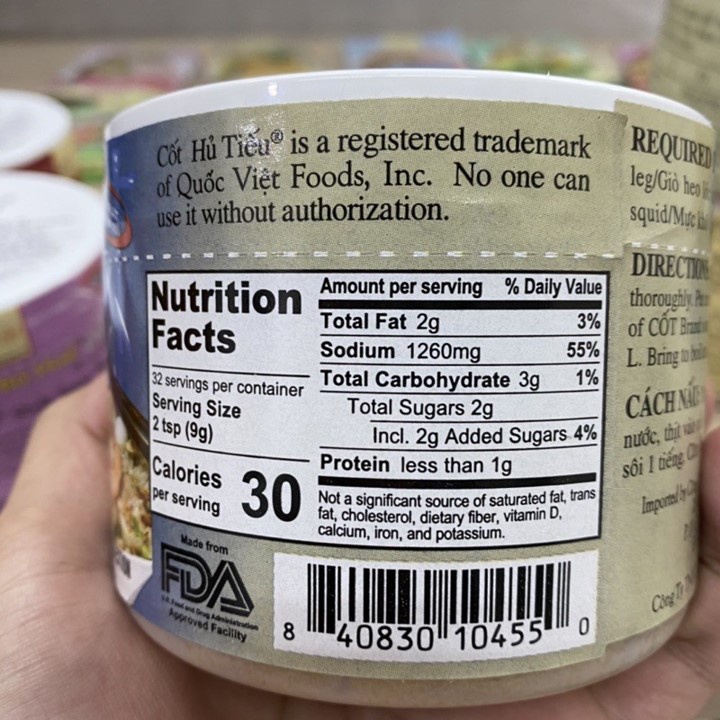 Cốt Hủ Tiếu® is a registered trademark
of Quốc Việt Foods, Inc. No one can
use it without authorization.
Nutrition
Facts
32 servings per container
Serving Size
2 tsp (9g)
Calories
per serving
30
Amount per serving % Daily Value
Total Fat 2g 3%
Sodium 1260mg 55%
Total Carbohydrate 3g 1%
Total Sugars 2g
Incl. 2g Added Sugars 4%
Protein less than 1g
Not a significant source of saturated fat, trans
fat, cholesterol, dietary fiber, vitamin D,
calcium, iron, and potassium.
Made from
FDA
U.S. Food and Drug Administration
Approved Facility
8 40830 10455 0
REQUIRED
leg/Giò heo
squid/Mực
DIRECTIONS
thoroughly.
of CỐT Brand
L. Bring to
CÁCH NẤU
nước, thịt
sôi 1 tiếng.
Imported by
Công Ty